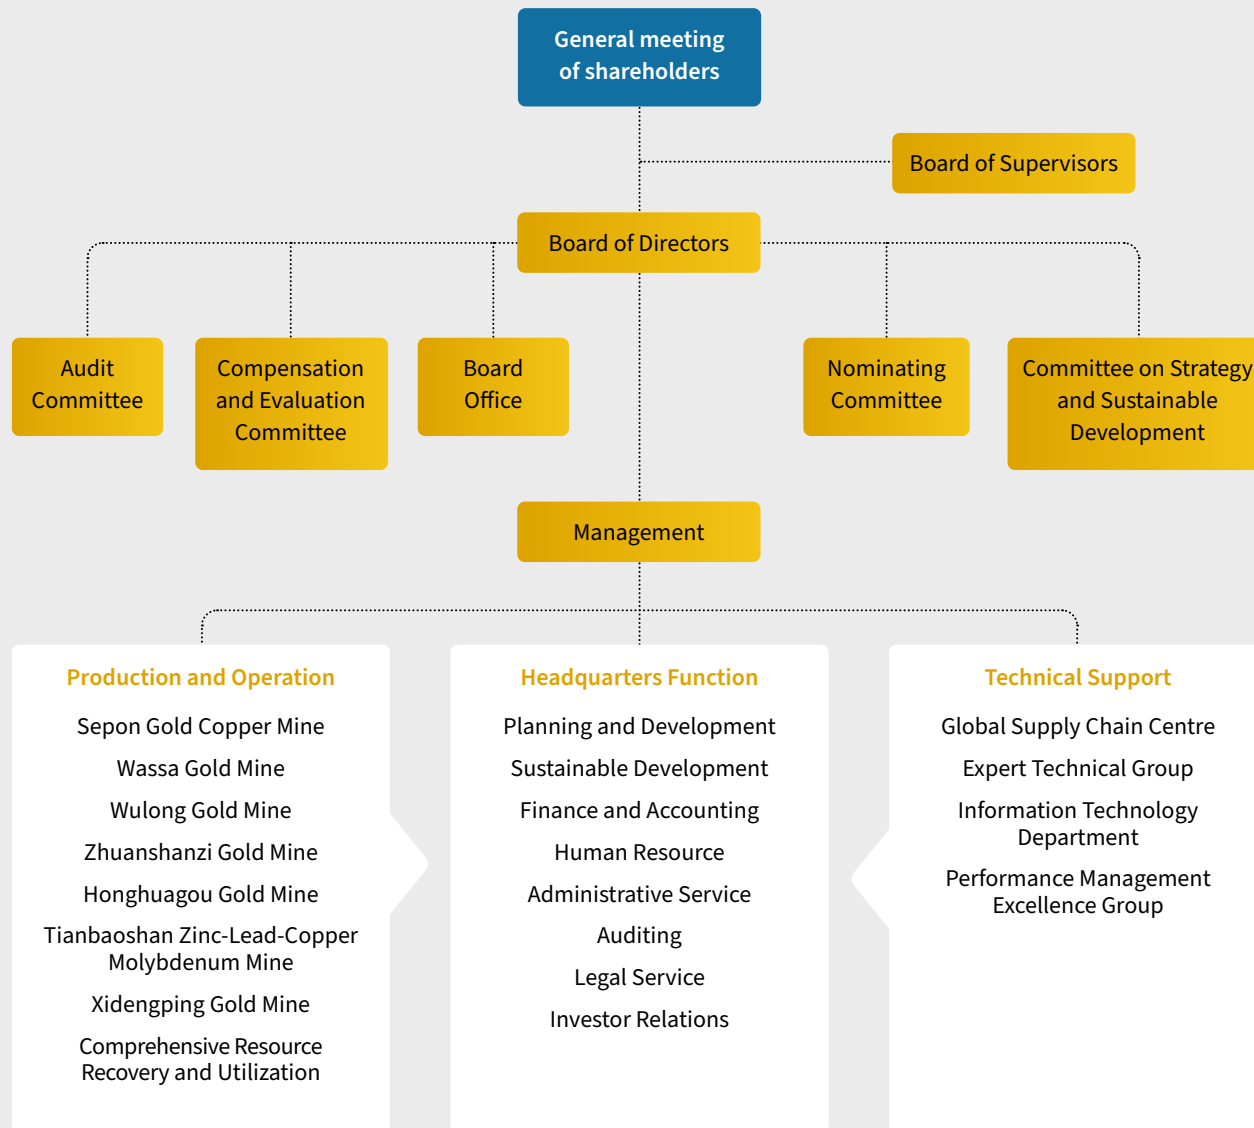 General meeting
of shareholders
Board of Supervisors
Board of Directors
Audit
Committee
Compensation
and Evaluation
Committee
Board
Office
Nominating
Committee
Committee on Strategy
and Sustainable
Development
Management
Production and Operation
Sepon Gold Copper Mine
Wassa Gold Mine
Wulong Gold Mine
Zhuanshanzi Gold Mine
Honghuagou Gold Mine
Tianbaoshan Zinc-Lead-Copper
Molybdenum Mine
Xidengping Gold Mine
Comprehensive Resource
Recovery and Utilization
Headquarters Function
Planning and Development
Sustainable Development
Finance and Accounting
Human Resource
Administrative Service
Auditing
Legal Service
Investor Relations
Technical Support
Global Supply Chain Centre
Expert Technical Group
Information Technology
Department
Performance Management
Excellence Group